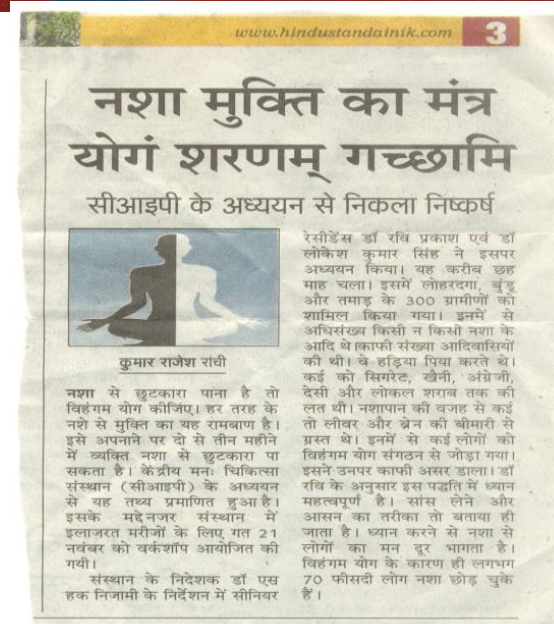 www.hindustandainik.com 3
नशा मुक्ति का मंत्र
योगं शरणम् गच्छामि
सीआइपी के अध्ययन से निकला निष्कर्ष
कुमार राजेश रांची
नशा से छुटकारा पाना है तो
विहंगम योग कीजिए। हर तरह के
नशे से मुक्ति का यह रामबाण है।
इसे अपनाने पर दो से तीन महीने
में व्यक्ति नशा से छुटकारा पा
सकता है। केंद्रीय मनः चिकित्सा
संस्थान (सीआइपी) के अध्ययन
से यह तथ्य प्रमाणित हुआ है।
इसके मद्देनजर संस्थान में
इलाजरत मरीजों के लिए गत 21
नवंबर को वर्कशॉप आयोजित की
गयी।
संस्थान के निदेशक डॉ एस
हक निजामी के निर्देशन में सीनियर
रेसीडेंस डॉ रवि प्रकाश एवं डॉ
लोकेश कुमार सिंह ने इसपर
अध्ययन किया। यह करीब छह
माह चला। इसमें लोहरदगा, बुंडू
और तमाड़ के 300 ग्रामीणों को
शामिल किया गया। इनमें से
अधिसंख्य किसी न किसी नशा के
आदि थे।काफी संख्या आदिवासियों
की थी। वे हड़िया पिया करते थे।
कई को सिगरेट, खैनी, अंग्रेजी,
देसी और लोकल शराब तक की
लत थी। नशापान की वजह से कई
तो लीवर और ब्रेन की बीमारी से
ग्रस्त थे। इनमें से कई लोगों को
विहंगम योग संगठन से जोड़ा गया।
इसने उनपर काफी असर डाला। डॉ
रवि के अनुसार इस पद्धति में ध्यान
महत्वपूर्ण है। सांस लेने और
आसन का तरीका तो बताया ही
जाता है। ध्यान करने से नशा से
लोगों का मन दूर भागता है।
विहंगम योग के कारण ही लगभग
70 फीसदी लोग नशा छोड़ चुके
हैं।